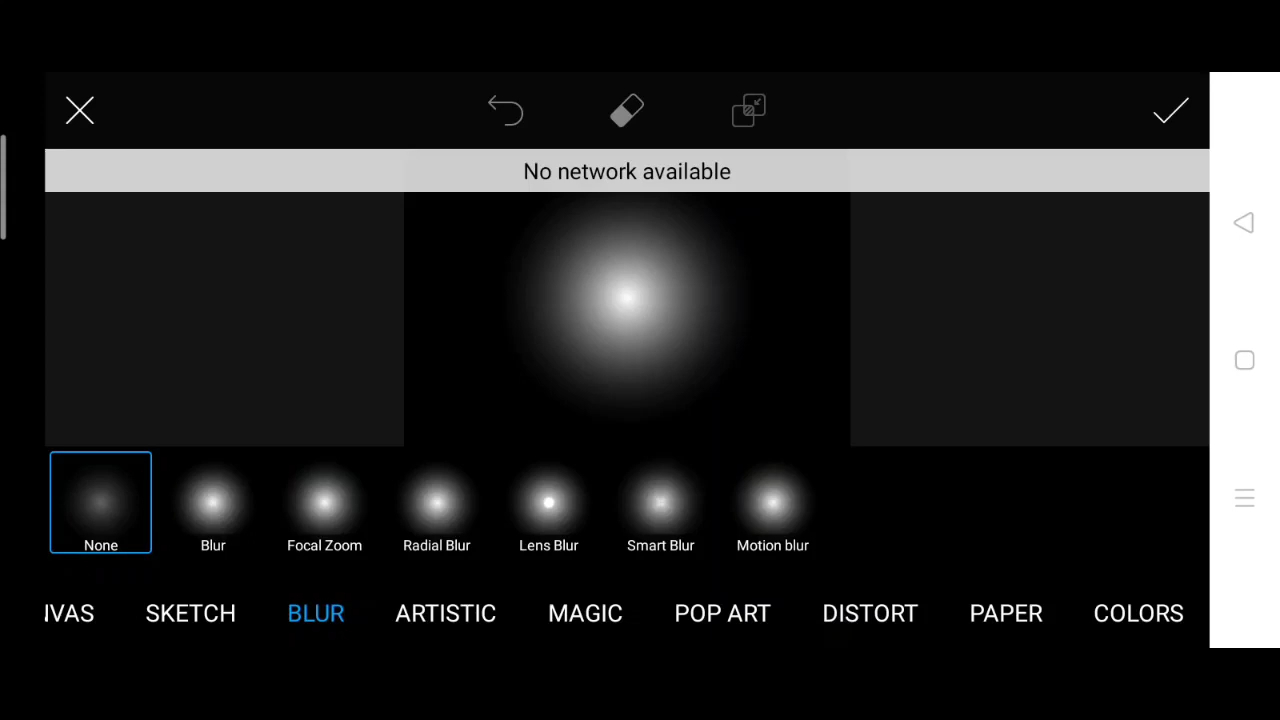 No network available
None Blur Focal Zoom Radial Blur Lens Blur Smart Blur Motion blur
IVAS SKETCH BLUR ARTISTIC MAGIC POP ART DISTORT PAPER COLORS